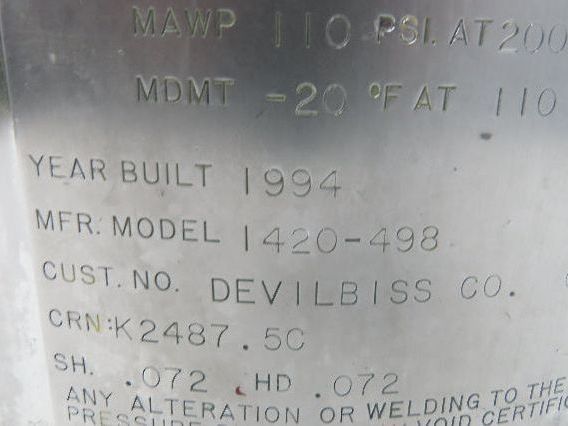 MAWP 110 PSI. AT 200
MDMT -20 °F AT 110
YEAR BUILT 1994
MFR. MODEL 1420-498
CUST. NO. DEVILBISS CO.
CRN:K2487.5C
SH. .072 HD .072
ANY ALTERATION OR WELDING TO THE